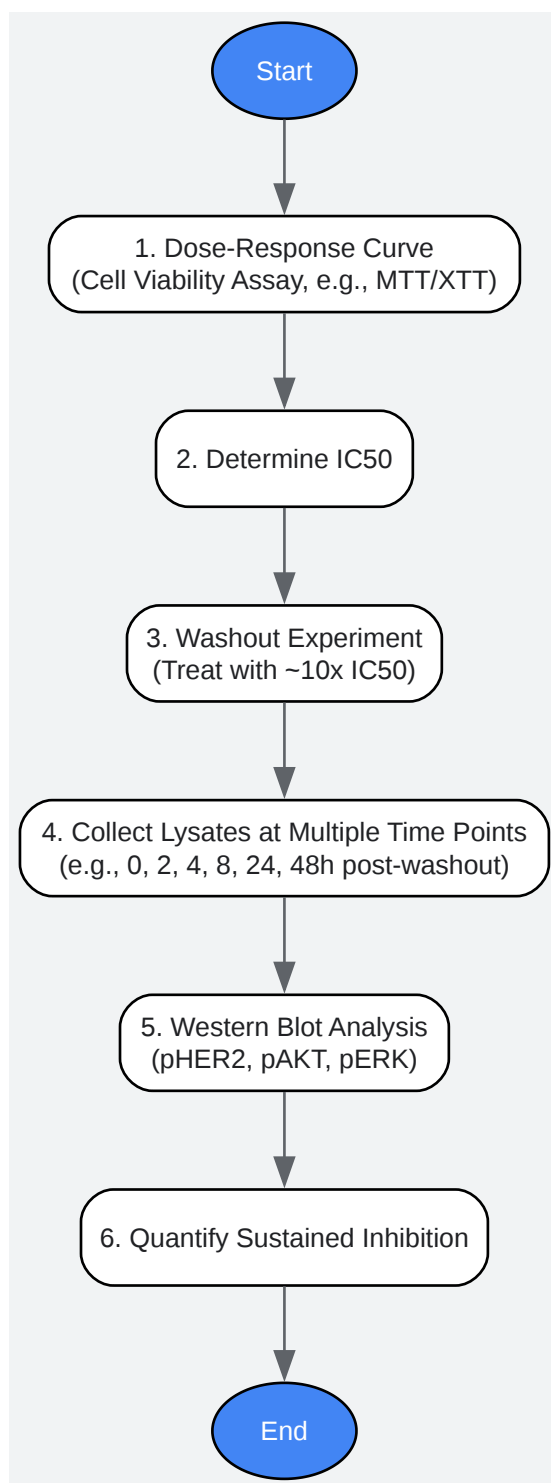 Start
1. Dose-Response Curve
(Cell Viability Assay, e.g., MTT/XTT)
2. Determine IC50
3. Washout Experiment
(Treat with ~10x IC50)
4. Collect Lysates at Multiple Time Points
(e.g., 0, 2, 4, 8, 24, 48h post-washout)
5. Western Blot Analysis
(pHER2, pAKT, pERK)
6. Quantify Sustained Inhibition
End